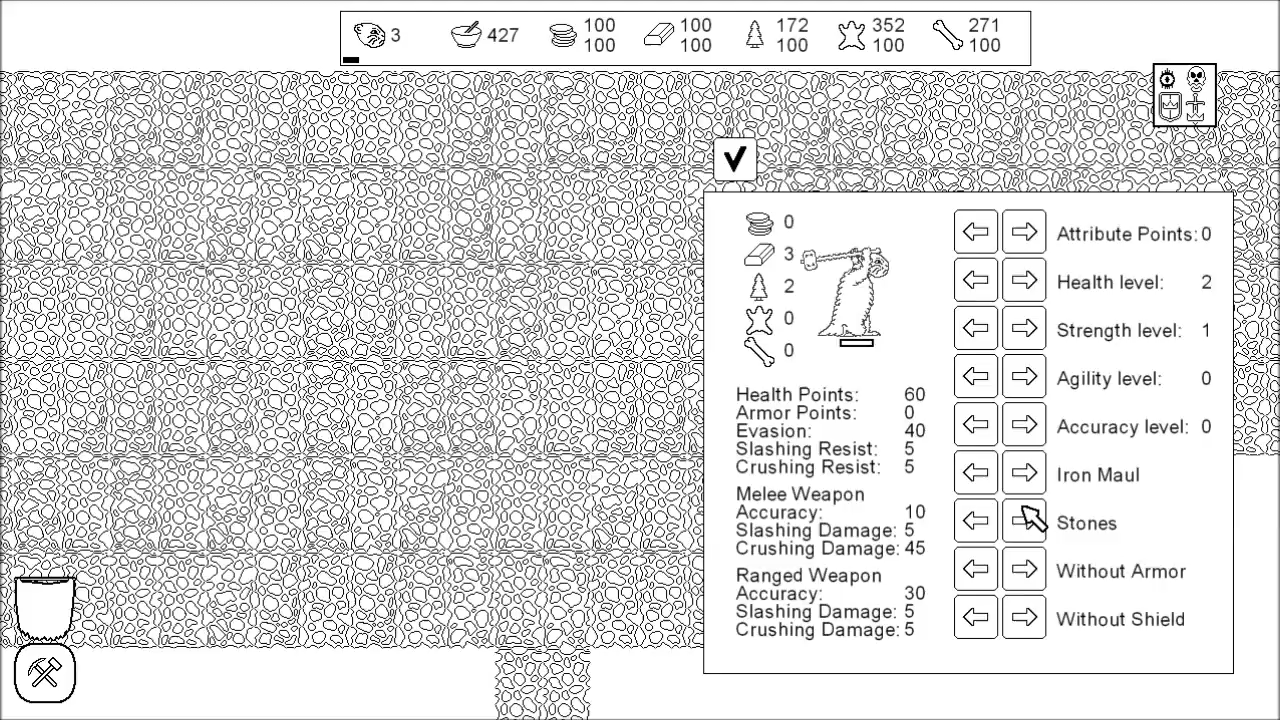 3 427 100 100 172 352 271
100 100 100 100 100
0
3
2
0
0
Attribute Points: 0
Health level: 2
Strength level: 1
Agility level: 0
Accuracy level: 0
Iron Maul
Stones
Without Armor
Without Shield
Health Points: 60
Armor Points: 0
Evasion: 40
Slashing Resist: 5
Crushing Resist: 5
Melee Weapon
Accuracy: 10
Slashing Damage: 5
Crushing Damage: 45
Ranged Weapon
Accuracy: 30
Slashing Damage: 5
Crushing Damage: 5